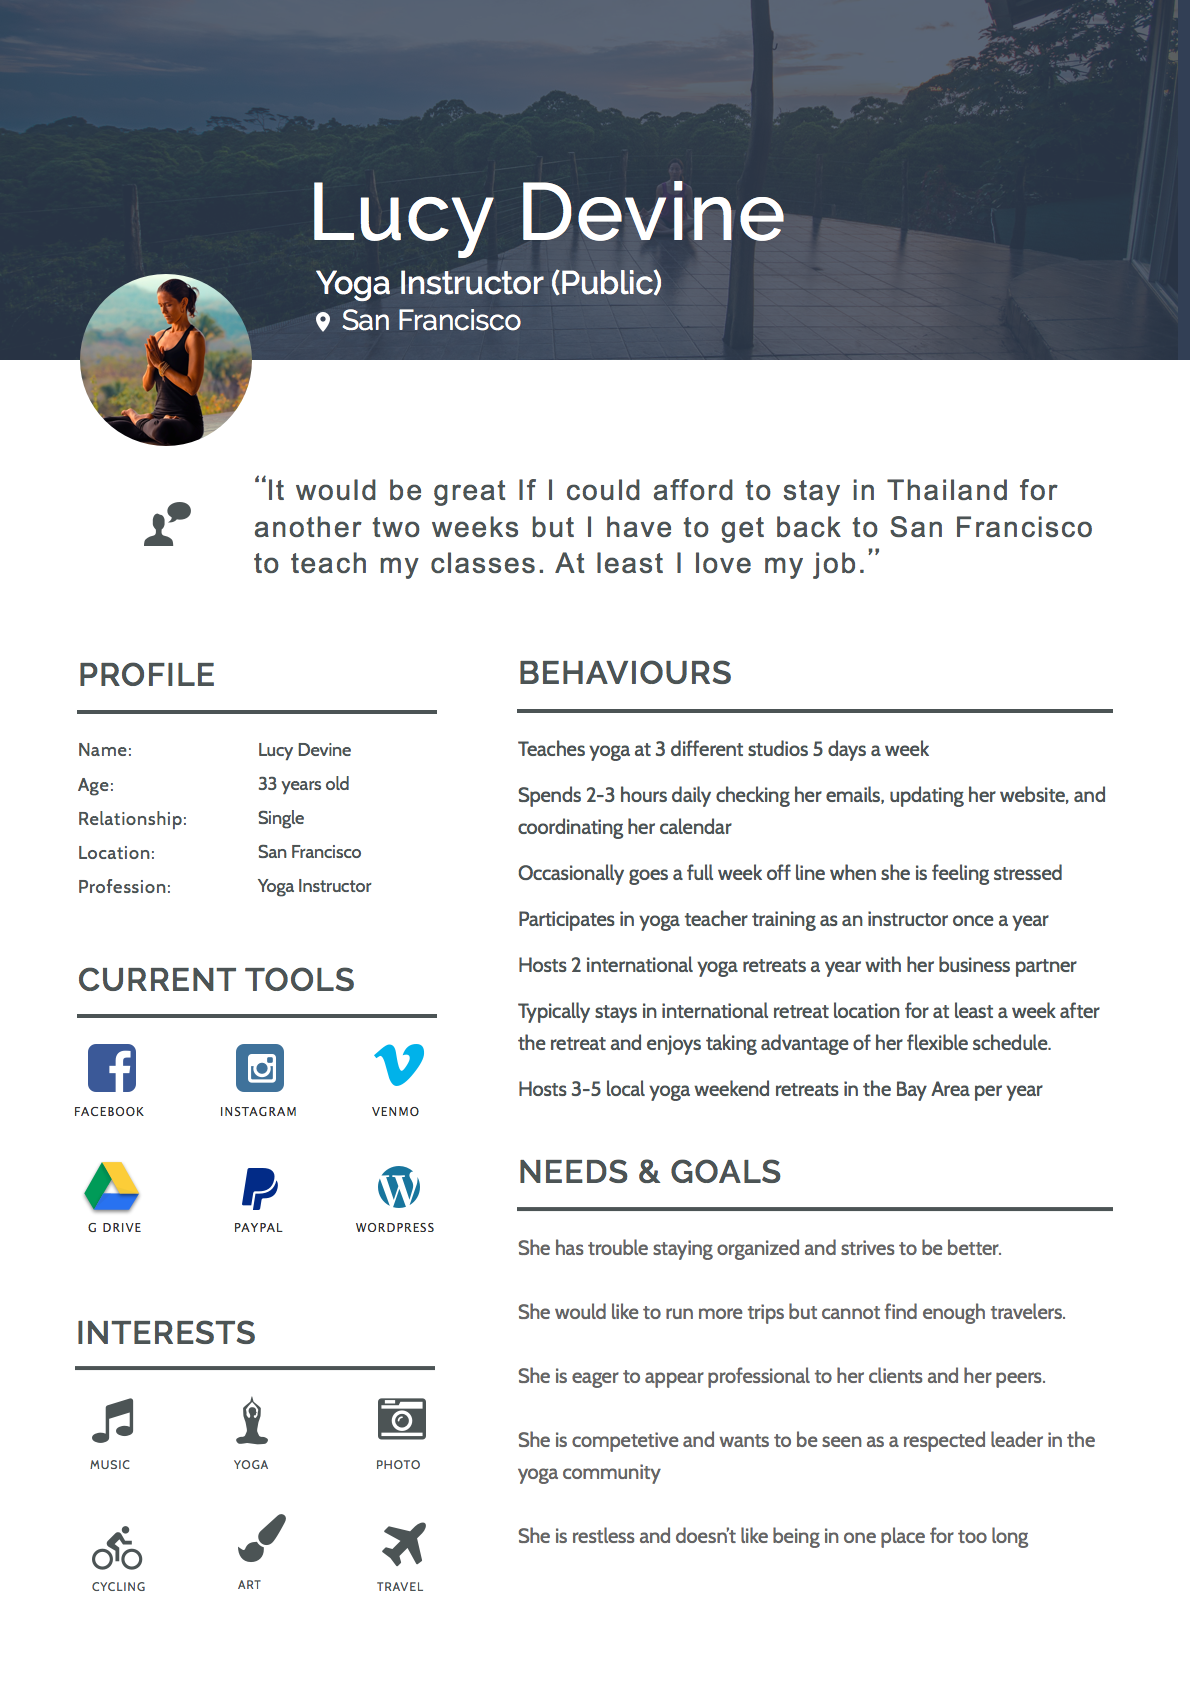 Lucy Devine
Yoga Instructor (Public)
San Francisco
“It would be great If I could afford to stay in Thailand for
another two weeks but I have to get back to San Francisco
to teach my classes. At least I love my job.”
PROFILE
Name: Lucy Devine
Age: 33 years old
Relationship: Single
Location: San Francisco
Profession: Yoga Instructor
CURRENT TOOLS
FACEBOOK INSTAGRAM VENMO
G DRIVE PAYPAL WORDPRESS
INTERESTS
MUSIC YOGA PHOTO
CYCLING ART TRAVEL
BEHAVIOURS
Teaches yoga at 3 different studios 5 days a week
Spends 2-3 hours daily checking her emails, updating her website, and
coordinating her calendar
Occasionally goes a full week off line when she is feeling stressed
Participates in yoga teacher training as an instructor once a year
Hosts 2 international yoga retreats a year with her business partner
Typically stays in international retreat location for at least a week after
the retreat and enjoys taking advantage of her flexible schedule.
Hosts 3-5 local yoga weekend retreats in the Bay Area per year
NEEDS & GOALS
She has trouble staying organized and strives to be better.
She would like to run more trips but cannot find enough travelers.
She is eager to appear professional to her clients and her peers.
She is competetive and wants to be seen as a respected leader in the
yoga community
She is restless and doesn't like being in one place for too long